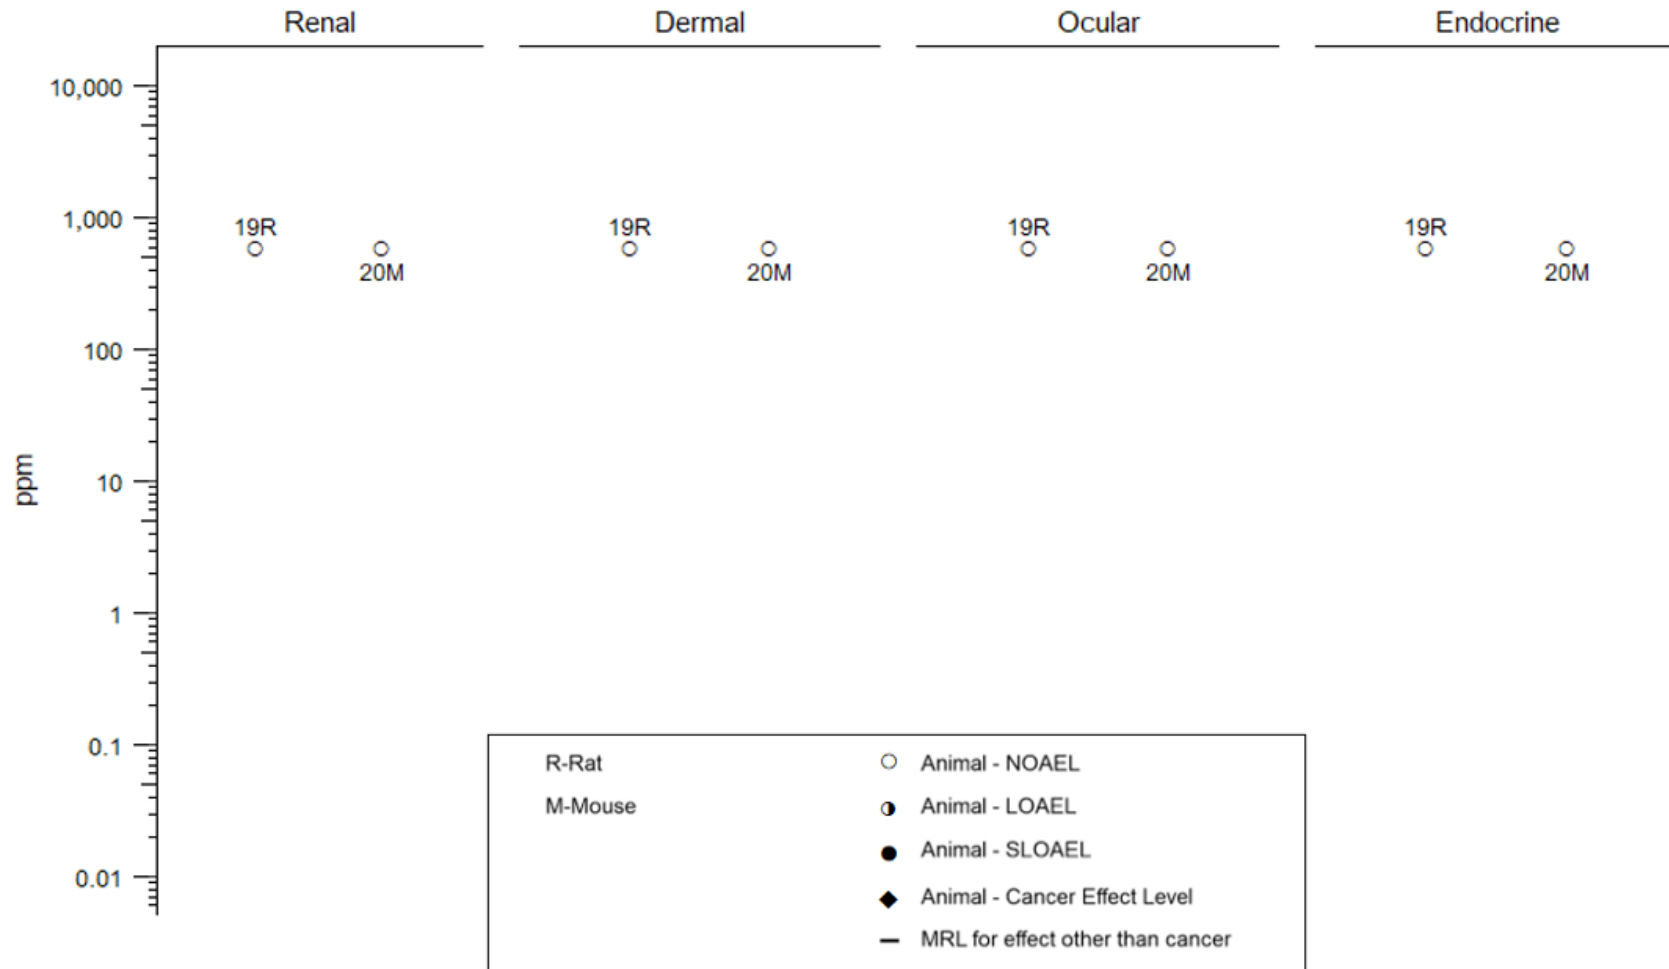 Renal Dermal Ocular Endocrine
10,000
1,000
19R 19R 19R 19R
20M 20M 20M 20M
100
10
ppm
1
0.1
0.01
R-Rat Animal - NOAEL
M-Mouse Animal - LOAEL
Animal - SLOAEL
Animal - Cancer Effect Level
MRL for effect other than cancer